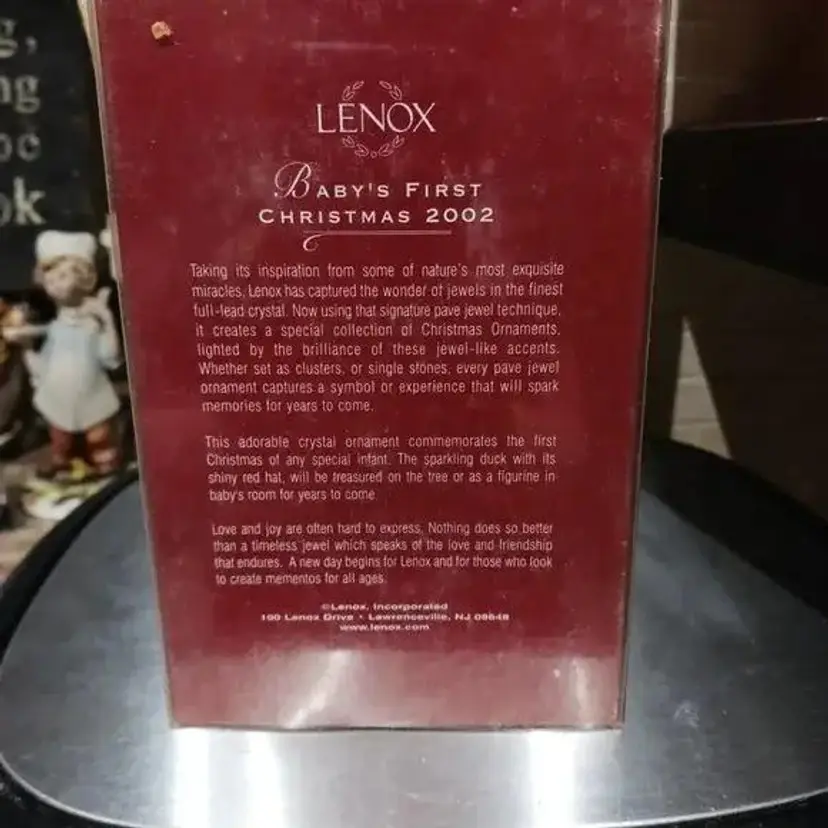 g,
ng
oe
ok
LENOX
BABY'S FIRST
CHRISTMAS 2002
Taking its inspiration from some of nature's most exquisite
miracles, Lenox has captured the wonder of jewels in the finest
full-lead crystal. Now using that signature pave jewel technique,
it creates a special collection of Christmas Ornaments,
lighted by the brilliance of these jewel-like accents.
Whether set as clusters, or single stones, every pave jewel
ornament captures a symbol or experience that will spark
memories for years to come.
This adorable crystal ornament commemorates the first
Christmas of any special infant. The sparkling duck with its
shiny red hat, will be treasured on the tree or as a figurine in
baby's room for years to come.
Love and joy are often hard to express. Nothing does so better
than a timeless jewel which speaks of the love and friendship
that endures. A new day begins for Lenox and for those who look
to create mementos for all ages.
©Lenox, Incorporated
100 Lenox Drive • Lawrenceville, NJ 08648
www.lenox.com